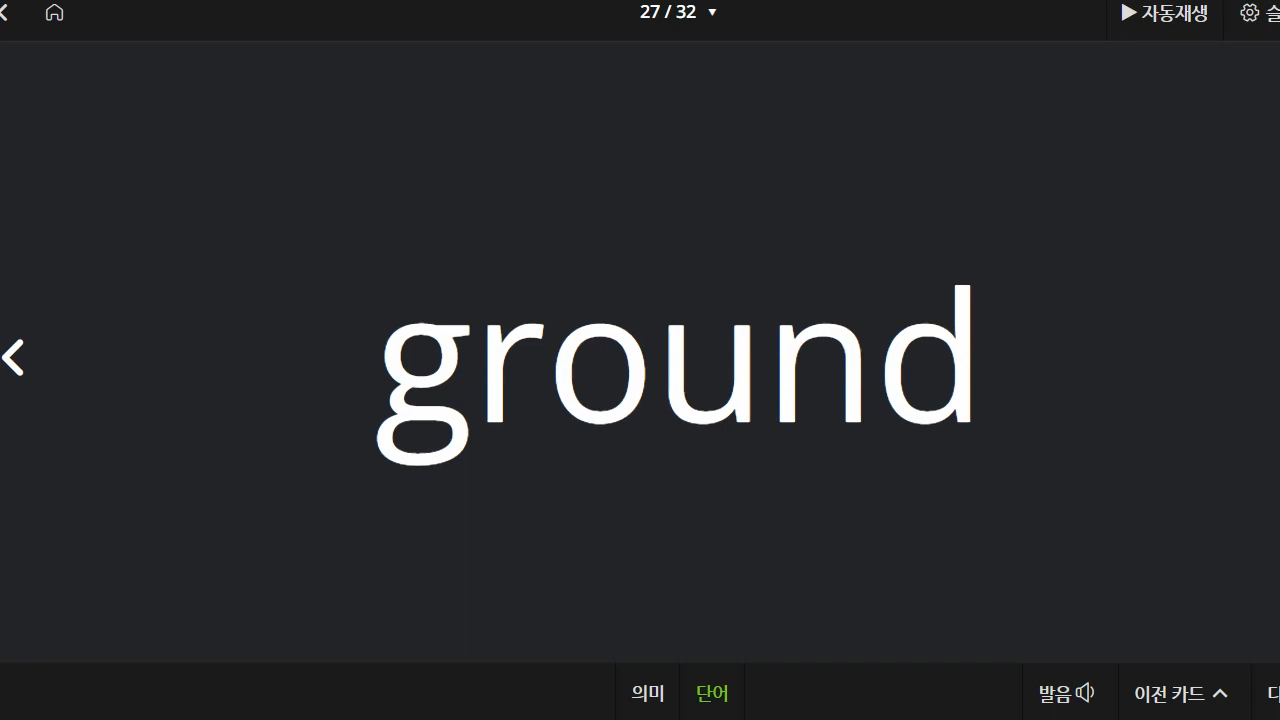 27 / 32 ▼
▶ 자동재생
ground
의미 단어
발음 이전 카드